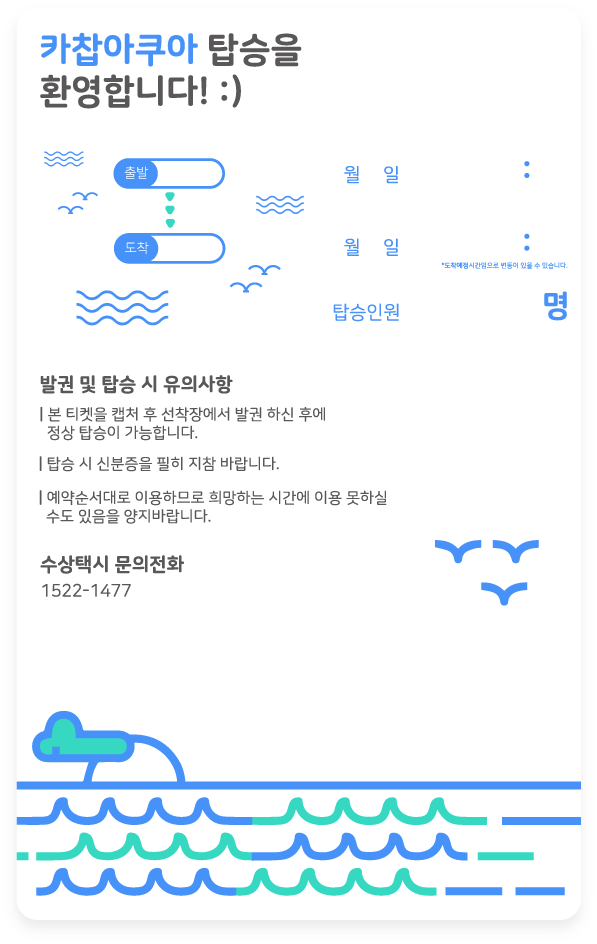 카찹아쿠아 탑승을
환영합니다! :)
출발 월 일 :
도착 월 일 :
*도착예정시간임으로 변동이 있을 수 있습니다.
탑승인원 명
발권 및 탑승 시 유의사항
| 본 티켓을 캡처 후 선착장에서 발권 하신 후에
정상 탑승이 가능합니다.
| 탑승 시 신분증을 필히 지참 바랍니다.
| 예약순서대로 이용하므로 희망하는 시간에 이용 못하실
수도 있음을 양지바랍니다.
수상택시 문의전화
1522-1477